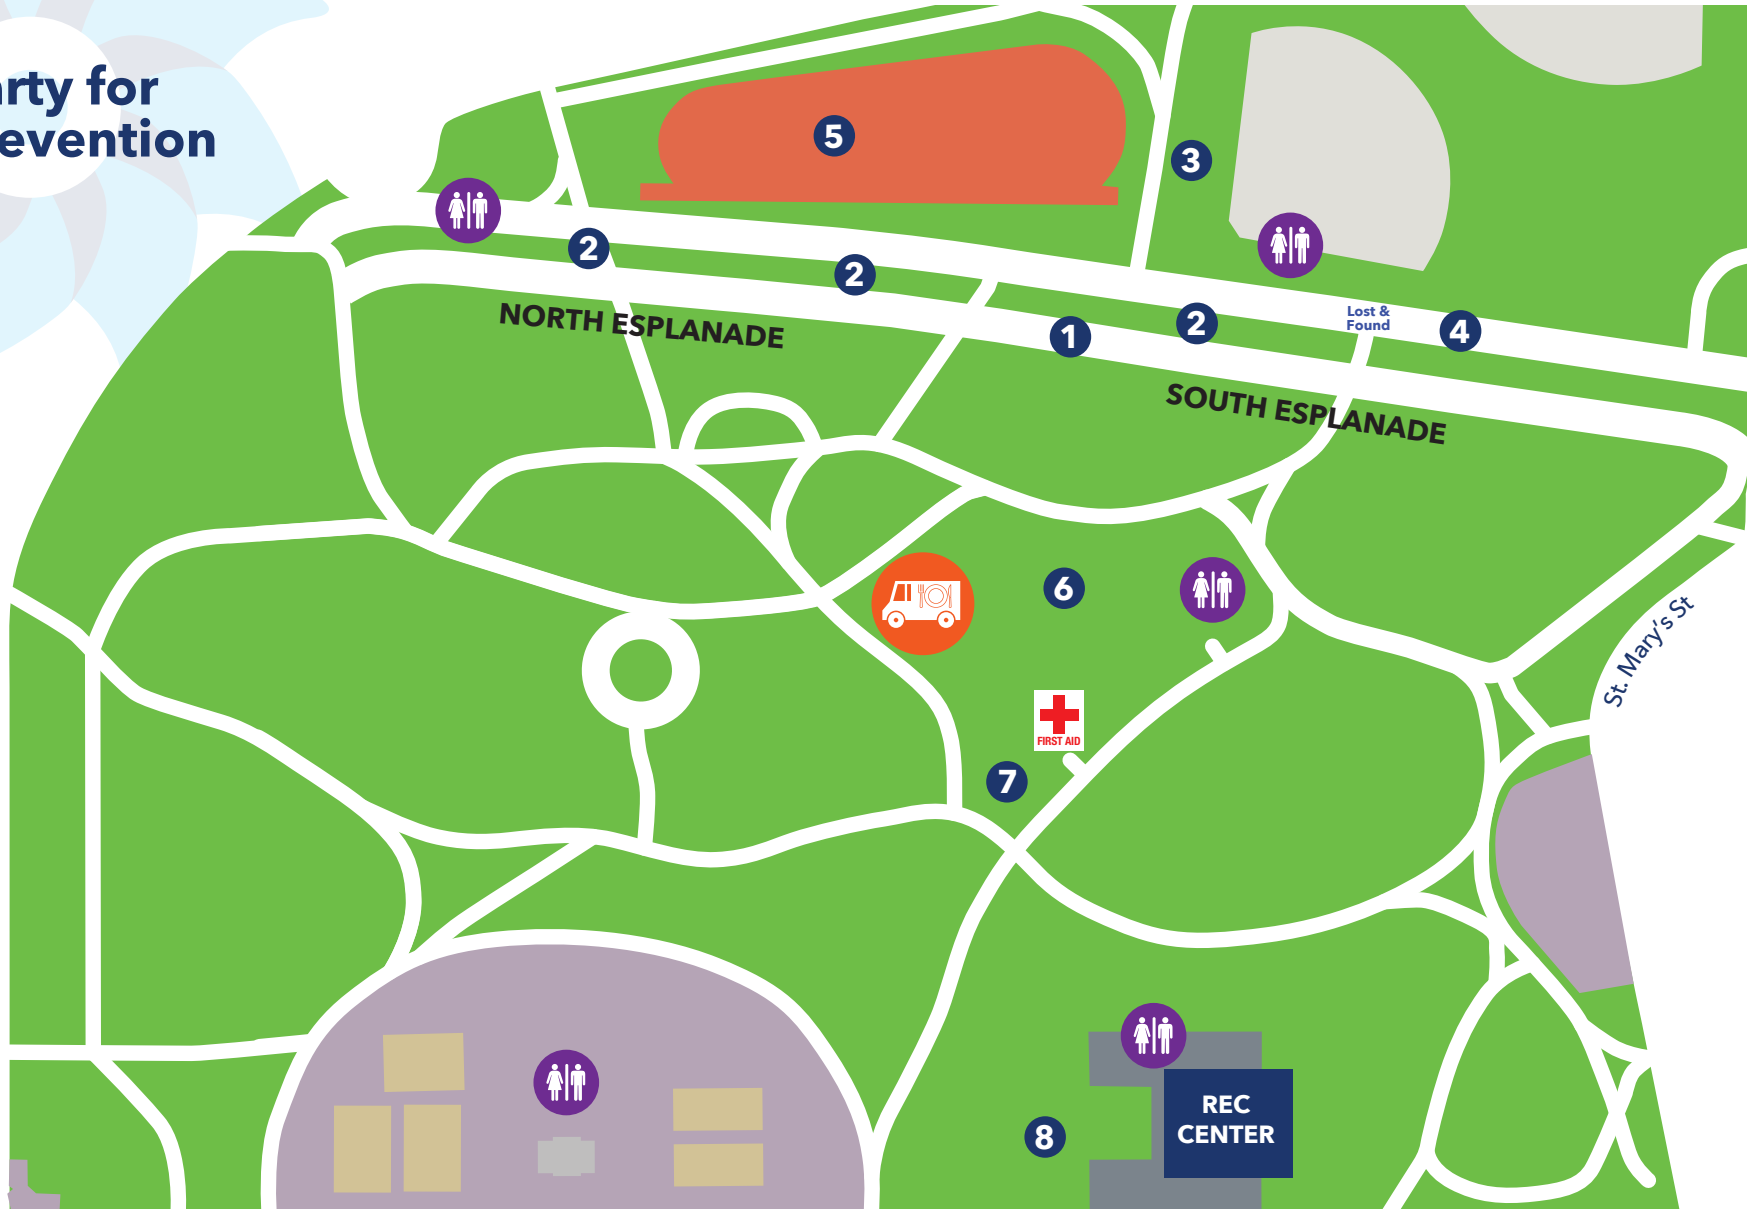 arty for
evention
5
3
2
2
NORTH ESPLANADE
1
2
Lost &
Found
4
SOUTH ESPLANADE
6
St. Mary's St
FIRST AID
7
REC
CENTER
8